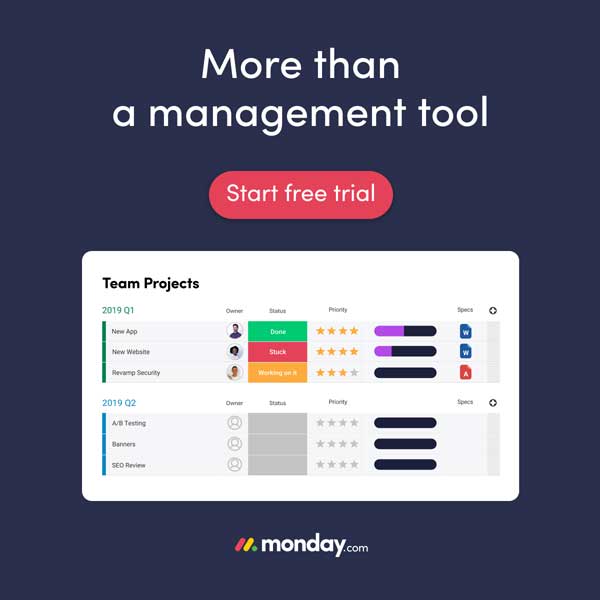 More than
a management tool
Start free trial
Team Projects
2019 Q1 Owner Status Priority Specs
New App Done W
New Website Stuck W
Revamp Security Working on it A
2019 Q2 Owner Status Priority Specs
A/B Testing
Banners
SEO Review
monday.com